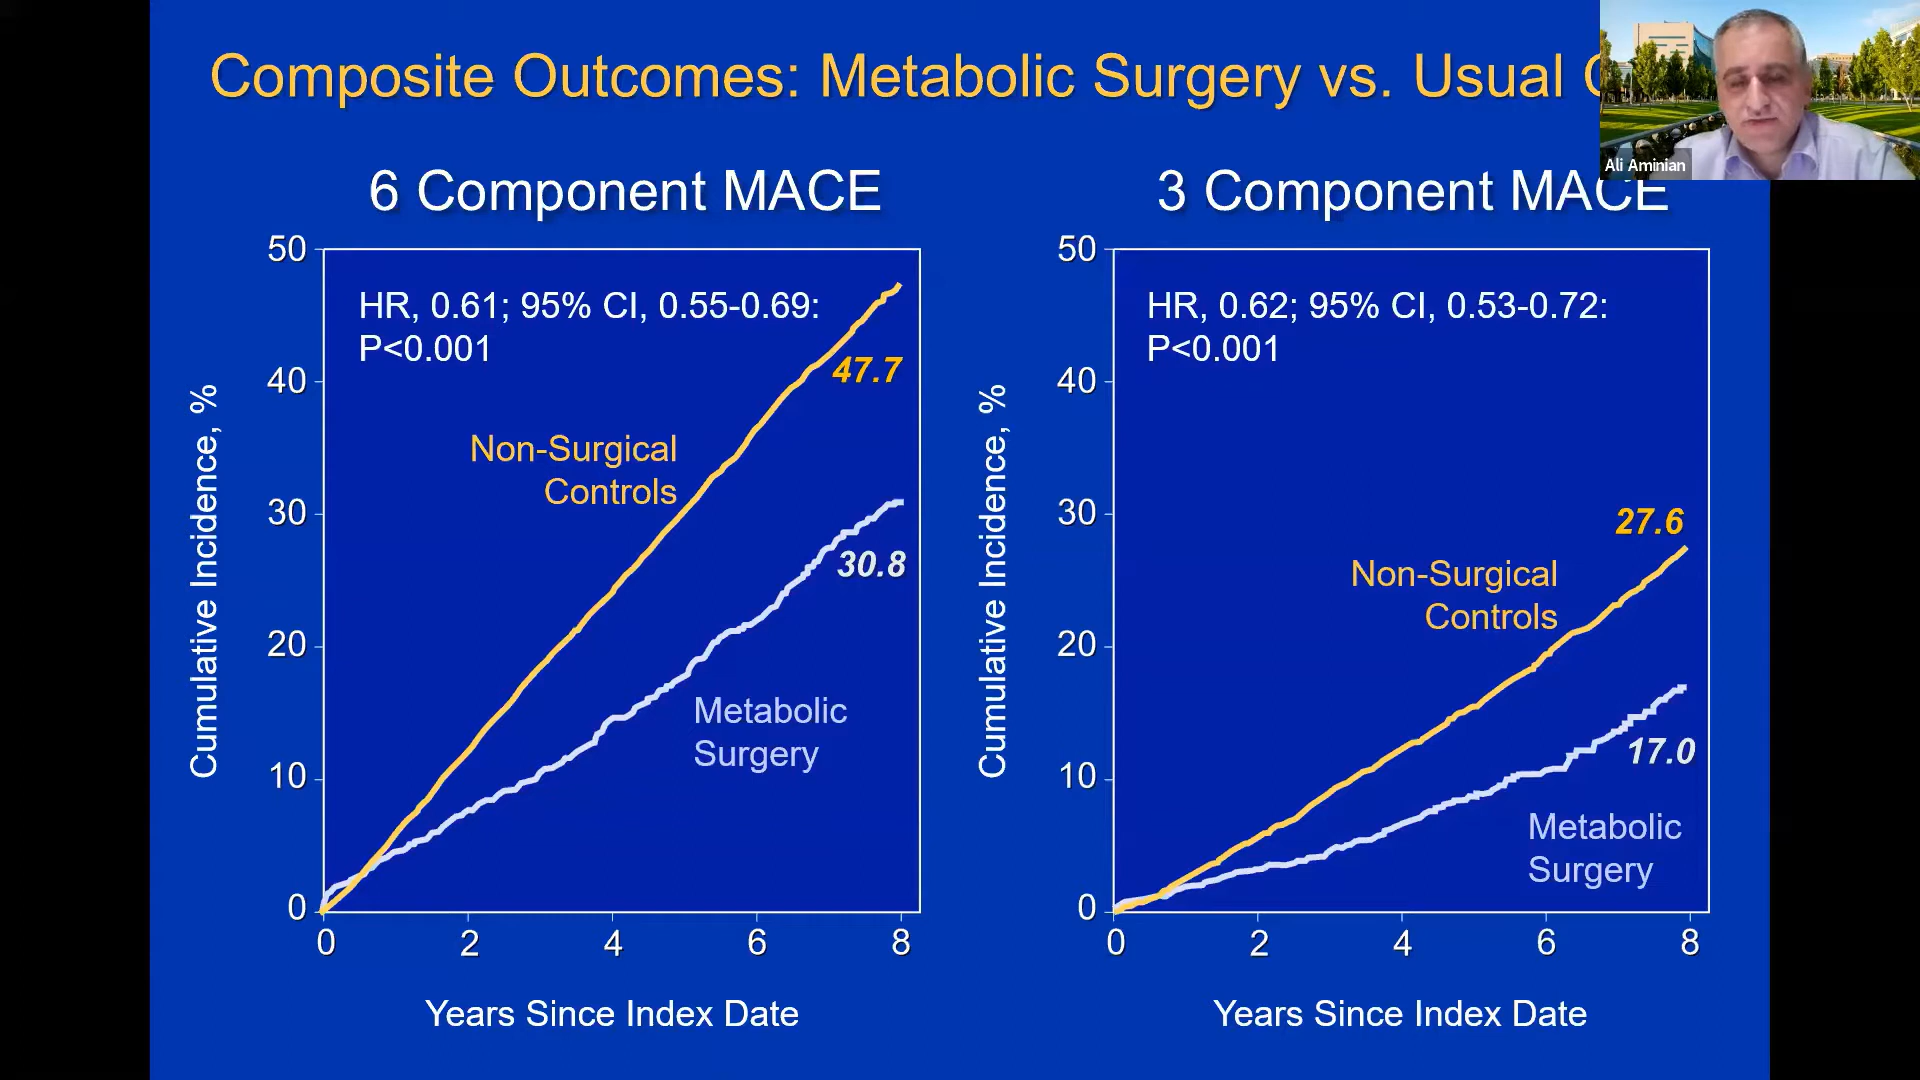 Composite Outcomes: Metabolic Surgery vs. Usual
Ali Aminian
6 Component MACE
50
40
30
20
10
0
HR, 0.61; 95% CI, 0.55-0.69:
P<0.001
47.7
Non-Surgical
Controls
30.8
Metabolic
Surgery
Cumulative Incidence, %
0 2 4 6 8
Years Since Index Date
3 Component MACE
50
40
30
20
10
0
HR, 0.62; 95% CI, 0.53-0.72:
P<0.001
27.6
Non-Surgical
Controls
17.0
Metabolic
Surgery
Cumulative Incidence, %
0 2 4 6 8
Years Since Index Date